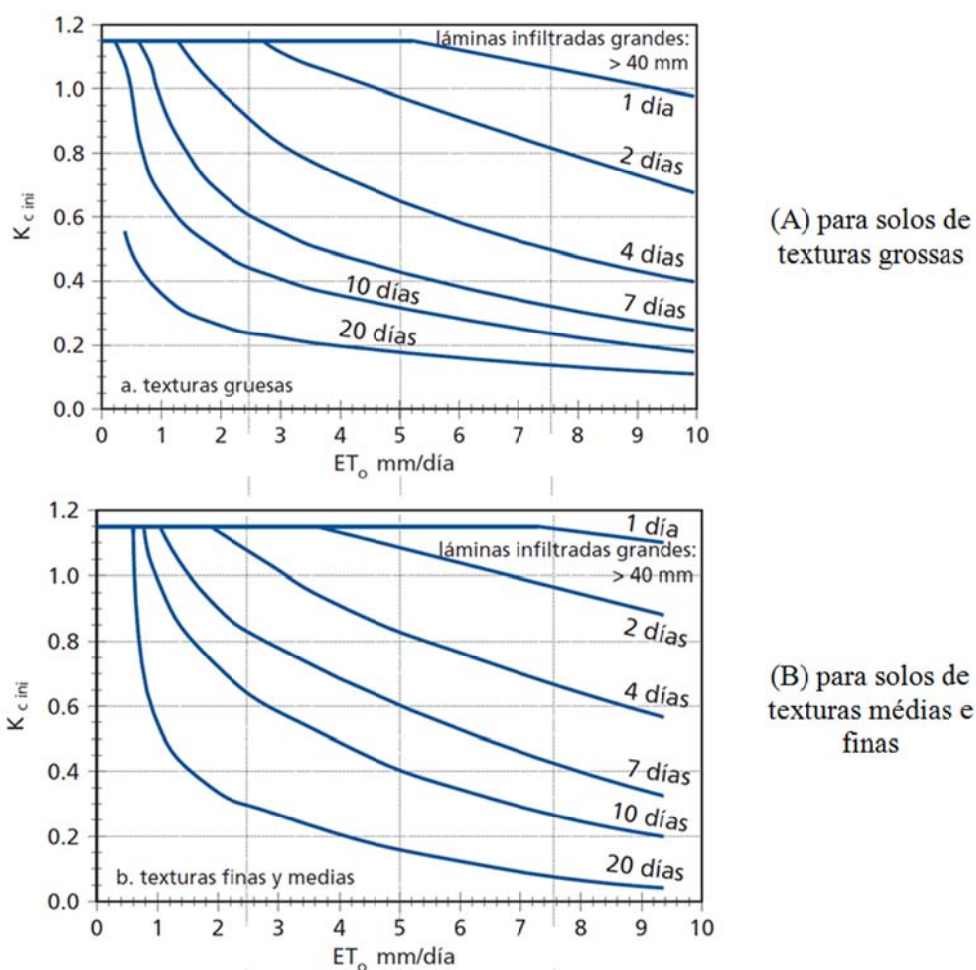 1.2
1.0
0.8
0.6
0.4
0.2
0.0
K c ini
láminas infiltradas grandes:
> 40 mm
1 día
2 días
4 días
7 días
10 días
20 días
a. texturas gruesas
0 1 2 3 4 5 6 7 8 9 10
ETo mm/día
(A) para solos de
texturas grossas
1.2
1.0
0.8
0.6
0.4
0.2
0.0
K c ini
1 día
láminas infiltradas grandes:
> 40 mm
2 días
4 días
7 días
10 días
20 días
b. texturas finas y medias
0 1 2 3 4 5 6 7 8 9 10
ETo mm/día
(B) para solos de
texturas médias e
finas